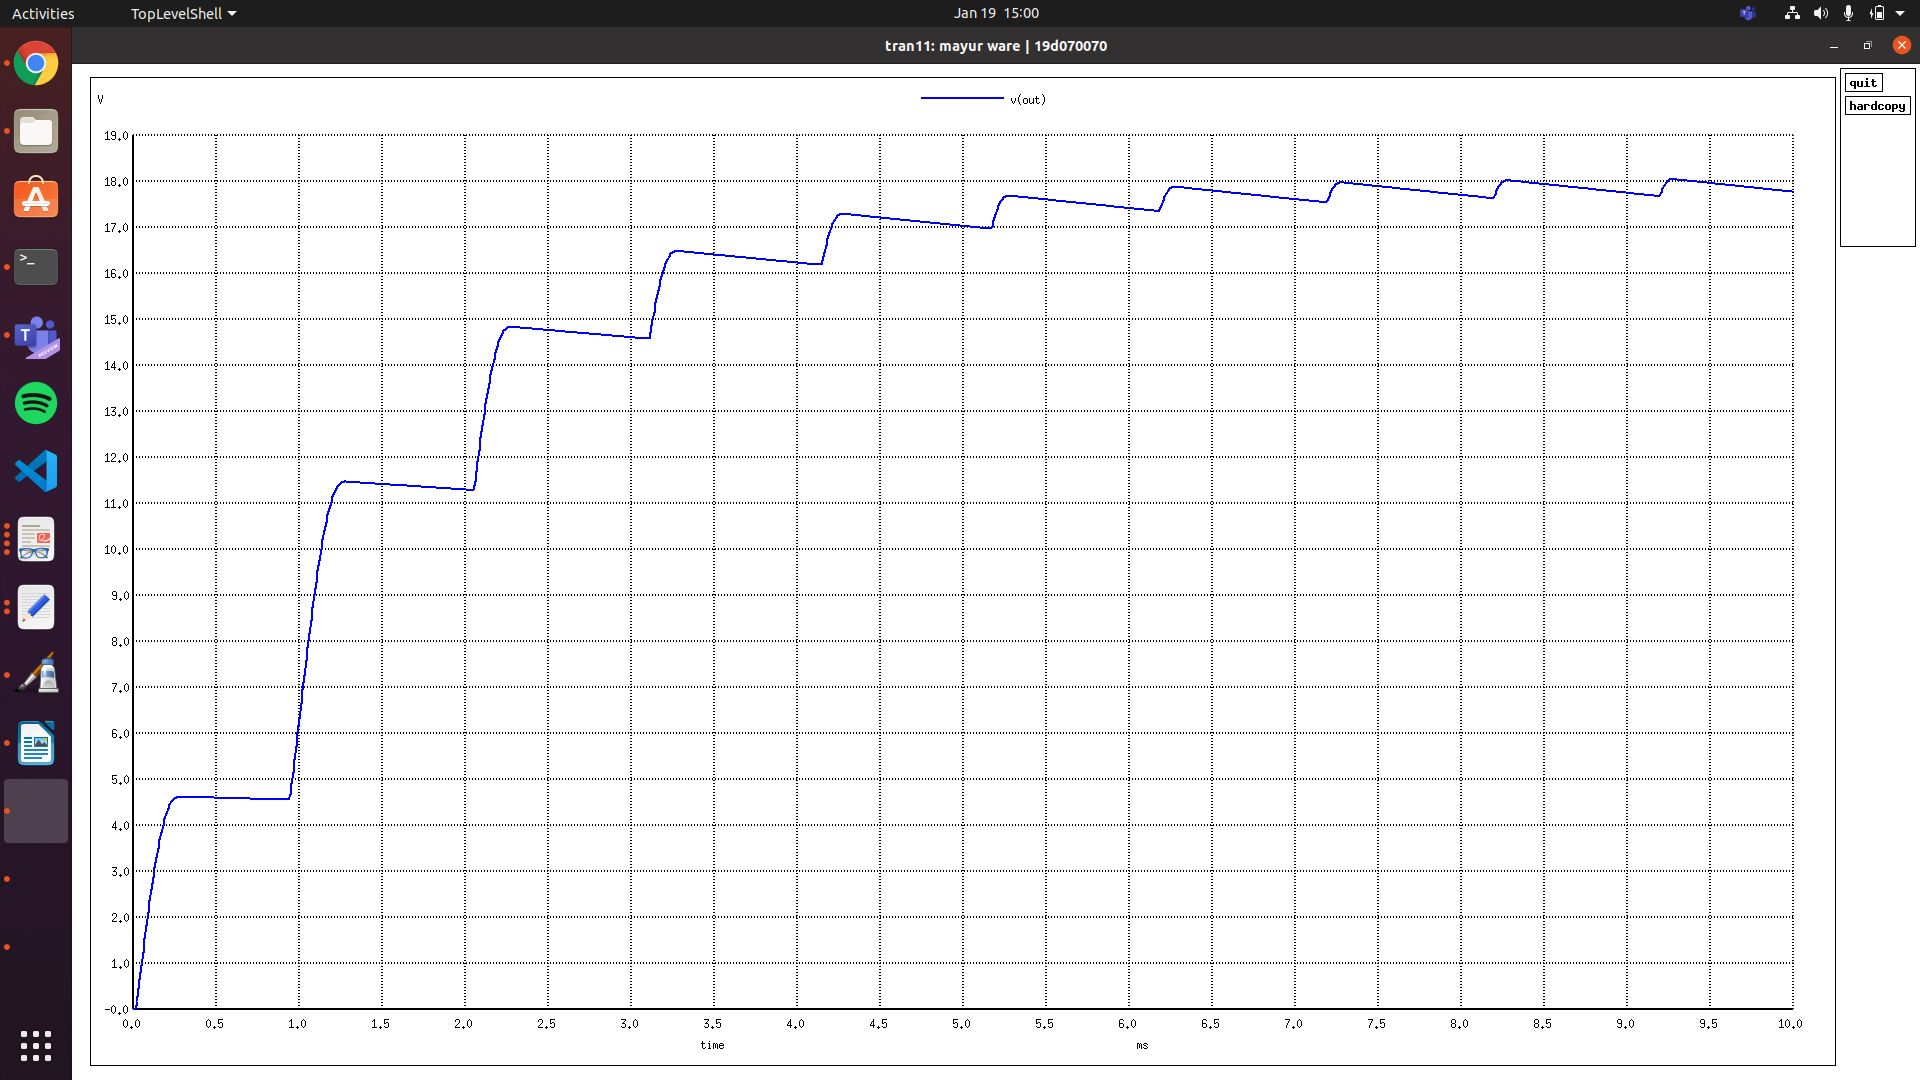 Activities
TopLevelShell
Jan 19 15:00
tran11: mayur ware | 19d070070
quit
hardcopy
V
v(out)
19.0
18.0
17.0
16.0
15.0
14.0
13.0
12.0
11.0
10.0
9.0
8.0
7.0
6.0
5.0
4.0
3.0
2.0
1.0
-0.0
0.0 0.5 1.0 1.5 2.0 2.5 3.0 3.5 4.0 4.5 5.0 5.5 6.0 6.5 7.0 7.5 8.0 8.5 9.0 9.5 10.0
time ms
>_
T
PREVIEW